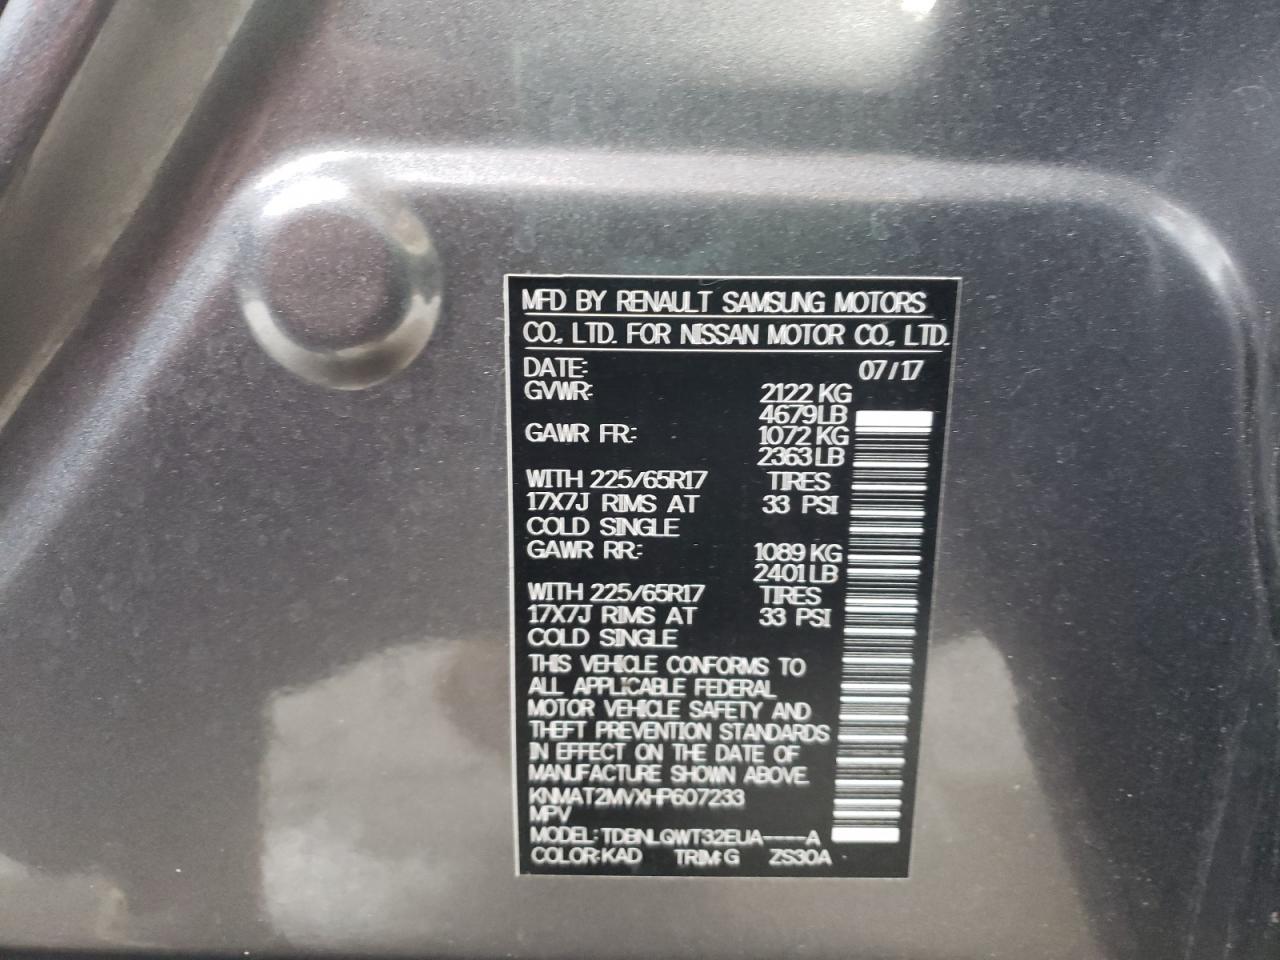 MFD BY RENAULT SAMSUNG MOTORS
CO., LTD. FOR NISSAN MOTOR CO., LTD.
DATE: 07/17
GVWR: 2122 KG
4679 LB
GAWR FR: 1072 KG
2363 LB
WITH 225/65R17 TIRES
17X7J RIMS AT 33 PSI
COLD SINGLE
GAWR RR: 1089 KG
2401 LB
WITH 225/65R17 TIRES
17X7J RIMS AT 33 PSI
COLD SINGLE
THIS VEHICLE CONFORMS TO
ALL APPLICABLE FEDERAL
MOTOR VEHICLE SAFETY AND
THEFT PREVENTION STANDARDS
IN EFFECT ON THE DATE OF
MANUFACTURE SHOWN ABOVE.
KNMAT2MVXHP607233
MPV
MODEL: TDBNLQWT32EUA----A
COLOR: KAD TRIM: G ZS30A